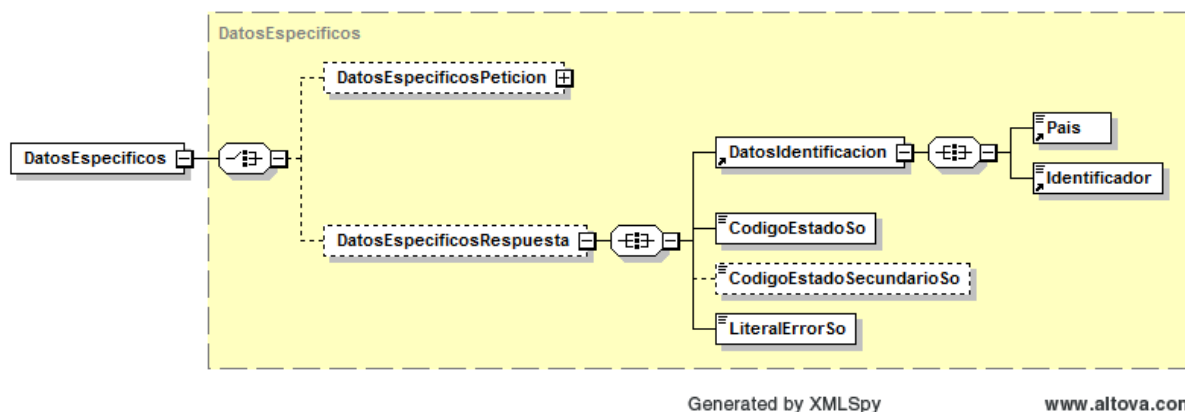 DatosEspecificos
DatosEspecificosPeticion
DatosEspecificos
DatosEspecificosRespuesta
DatosIdentificacion
Pais
Identificador
CodigoEstadoSo
CodigoEstadoSecundarioSo
LiteralErrorSo
Generated by XMLSpy
www.altova.com